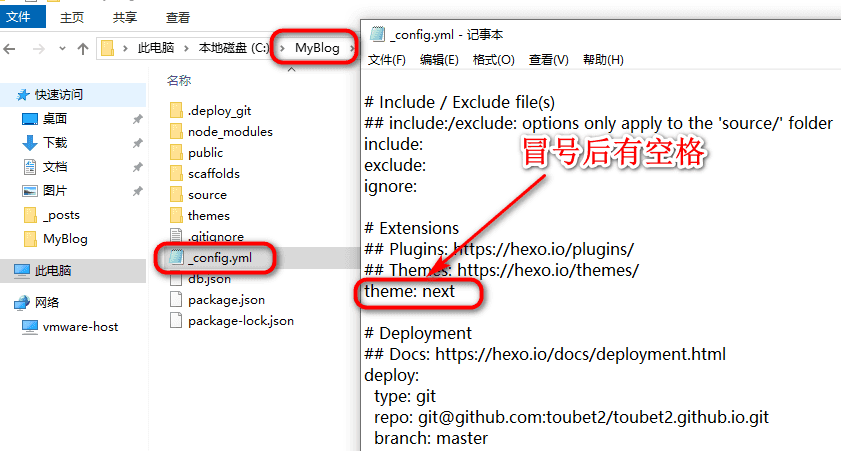 文件 主页 共享 查看
此电脑 本地磁盘 (C:) MyBlog
快速访问
桌面
下载
文档
图片
_posts
MyBlog
此电脑
网络
vmware-host
名称
.deploy_git
node_modules
public
scaffolds
source
themes
.gitignore
_config.yml
db.json
package.json
package-lock.json
_config.yml - 记事本
文件(F) 编辑(E) 格式(O) 查看(V) 帮助(H)
# Include / Exclude file(s)
## include:/exclude: options only apply to the 'source/' folder
include:
exclude:
ignore:
冒号后有空格
# Extensions
## Plugins: https://hexo.io/plugins/
## Themes: https://hexo.io/themes/
theme: next
# Deployment
## Docs: https://hexo.io/docs/deployment.html
deploy:
  type: git
  repo: git@github.com:toubet2/toubet2.github.io.git
  branch: master